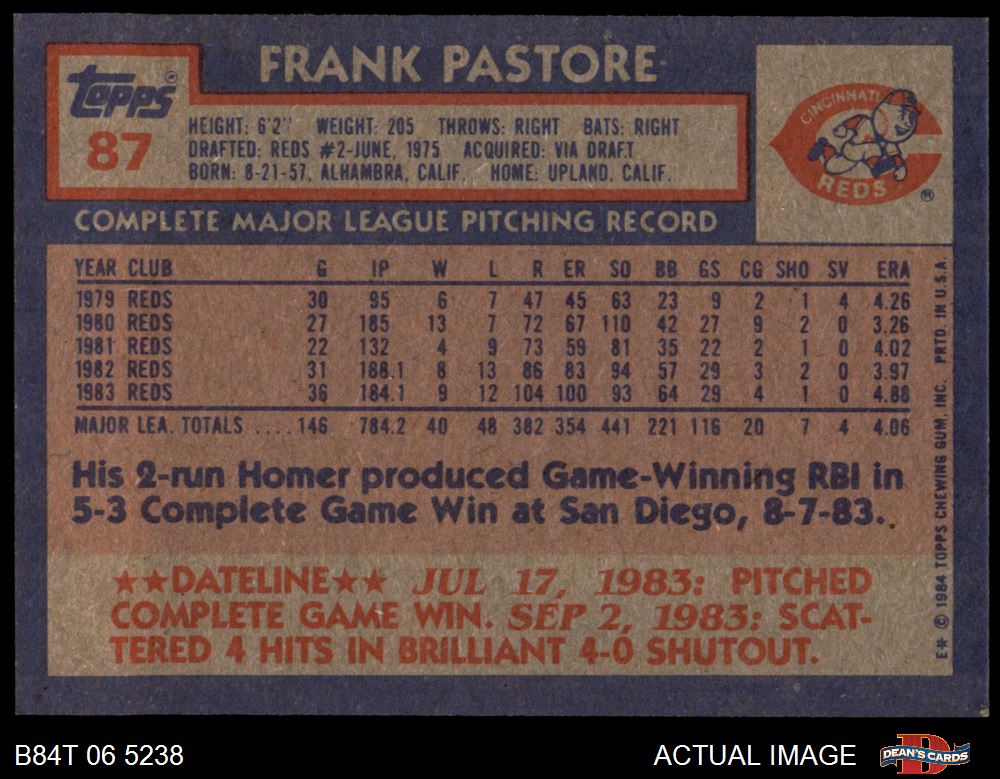 FRANK PASTORE
Topps®
87
HEIGHT: 6'2" WEIGHT: 205 THROWS: RIGHT BATS: RIGHT
DRAFTED: REDS #2-JUNE, 1975 ACQUIRED: VIA DRAFT
BORN: 8-21-57, ALHAMBRA, CALIF. HOME: UPLAND, CALIF.
CINCINNATI
REDS
®
COMPLETE MAJOR LEAGUE PITCHING RECORD
YEAR CLUB G IP W L R ER SO BB GS CG SHO SV ERA
1979 REDS 30 95 6 7 47 45 63 23 9 2 1 4 4.26
1980 REDS 27 185 13 7 72 67 110 42 27 9 2 0 3.26
1981 REDS 22 132 4 9 73 59 81 35 22 2 1 0 4.02
1982 REDS 31 188.1 8 13 86 83 94 57 29 3 2 0 3.97
1983 REDS 36 184.1 9 12 104 100 93 64 29 4 1 0 4.88
MAJOR LEA. TOTALS .... 146 784.2 40 48 382 354 441 221 116 20 7 4 4.06
His 2-run Homer produced Game-Winning RBI in
5-3 Complete Game Win at San Diego, 8-7-83.
★★DATELINE★★ JUL 17, 1983: PITCHED
COMPLETE GAME WIN. SEP 2, 1983: SCAT-
TERED 4 HITS IN BRILLIANT 4-0 SHUTOUT.
E* © 1984 TOPPS CHEWING GUM, INC. PRTD. IN U.S.A.
B84T 06 5238
ACTUAL IMAGE
DEAN'S CARDS